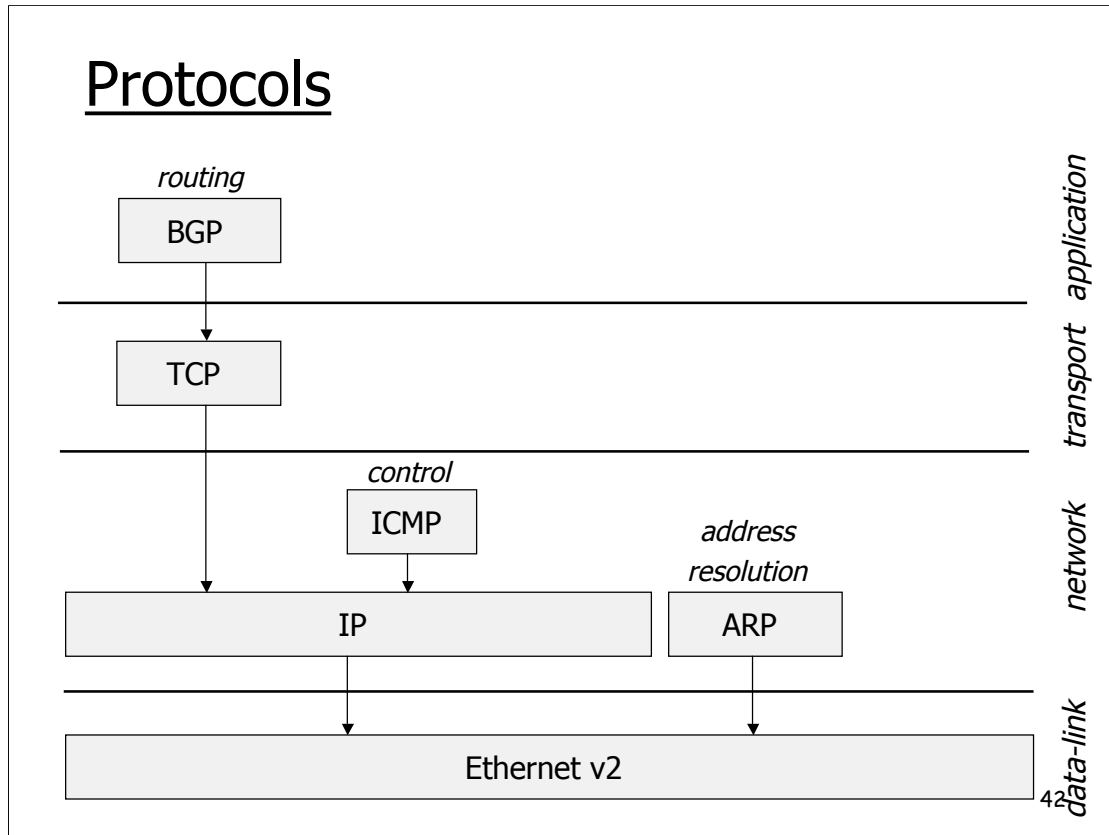 Protocols
routing
BGP
application
TCP
transport
control
ICMP
address
resolution
IP
ARP
network
Ethernet v2
data-link
42